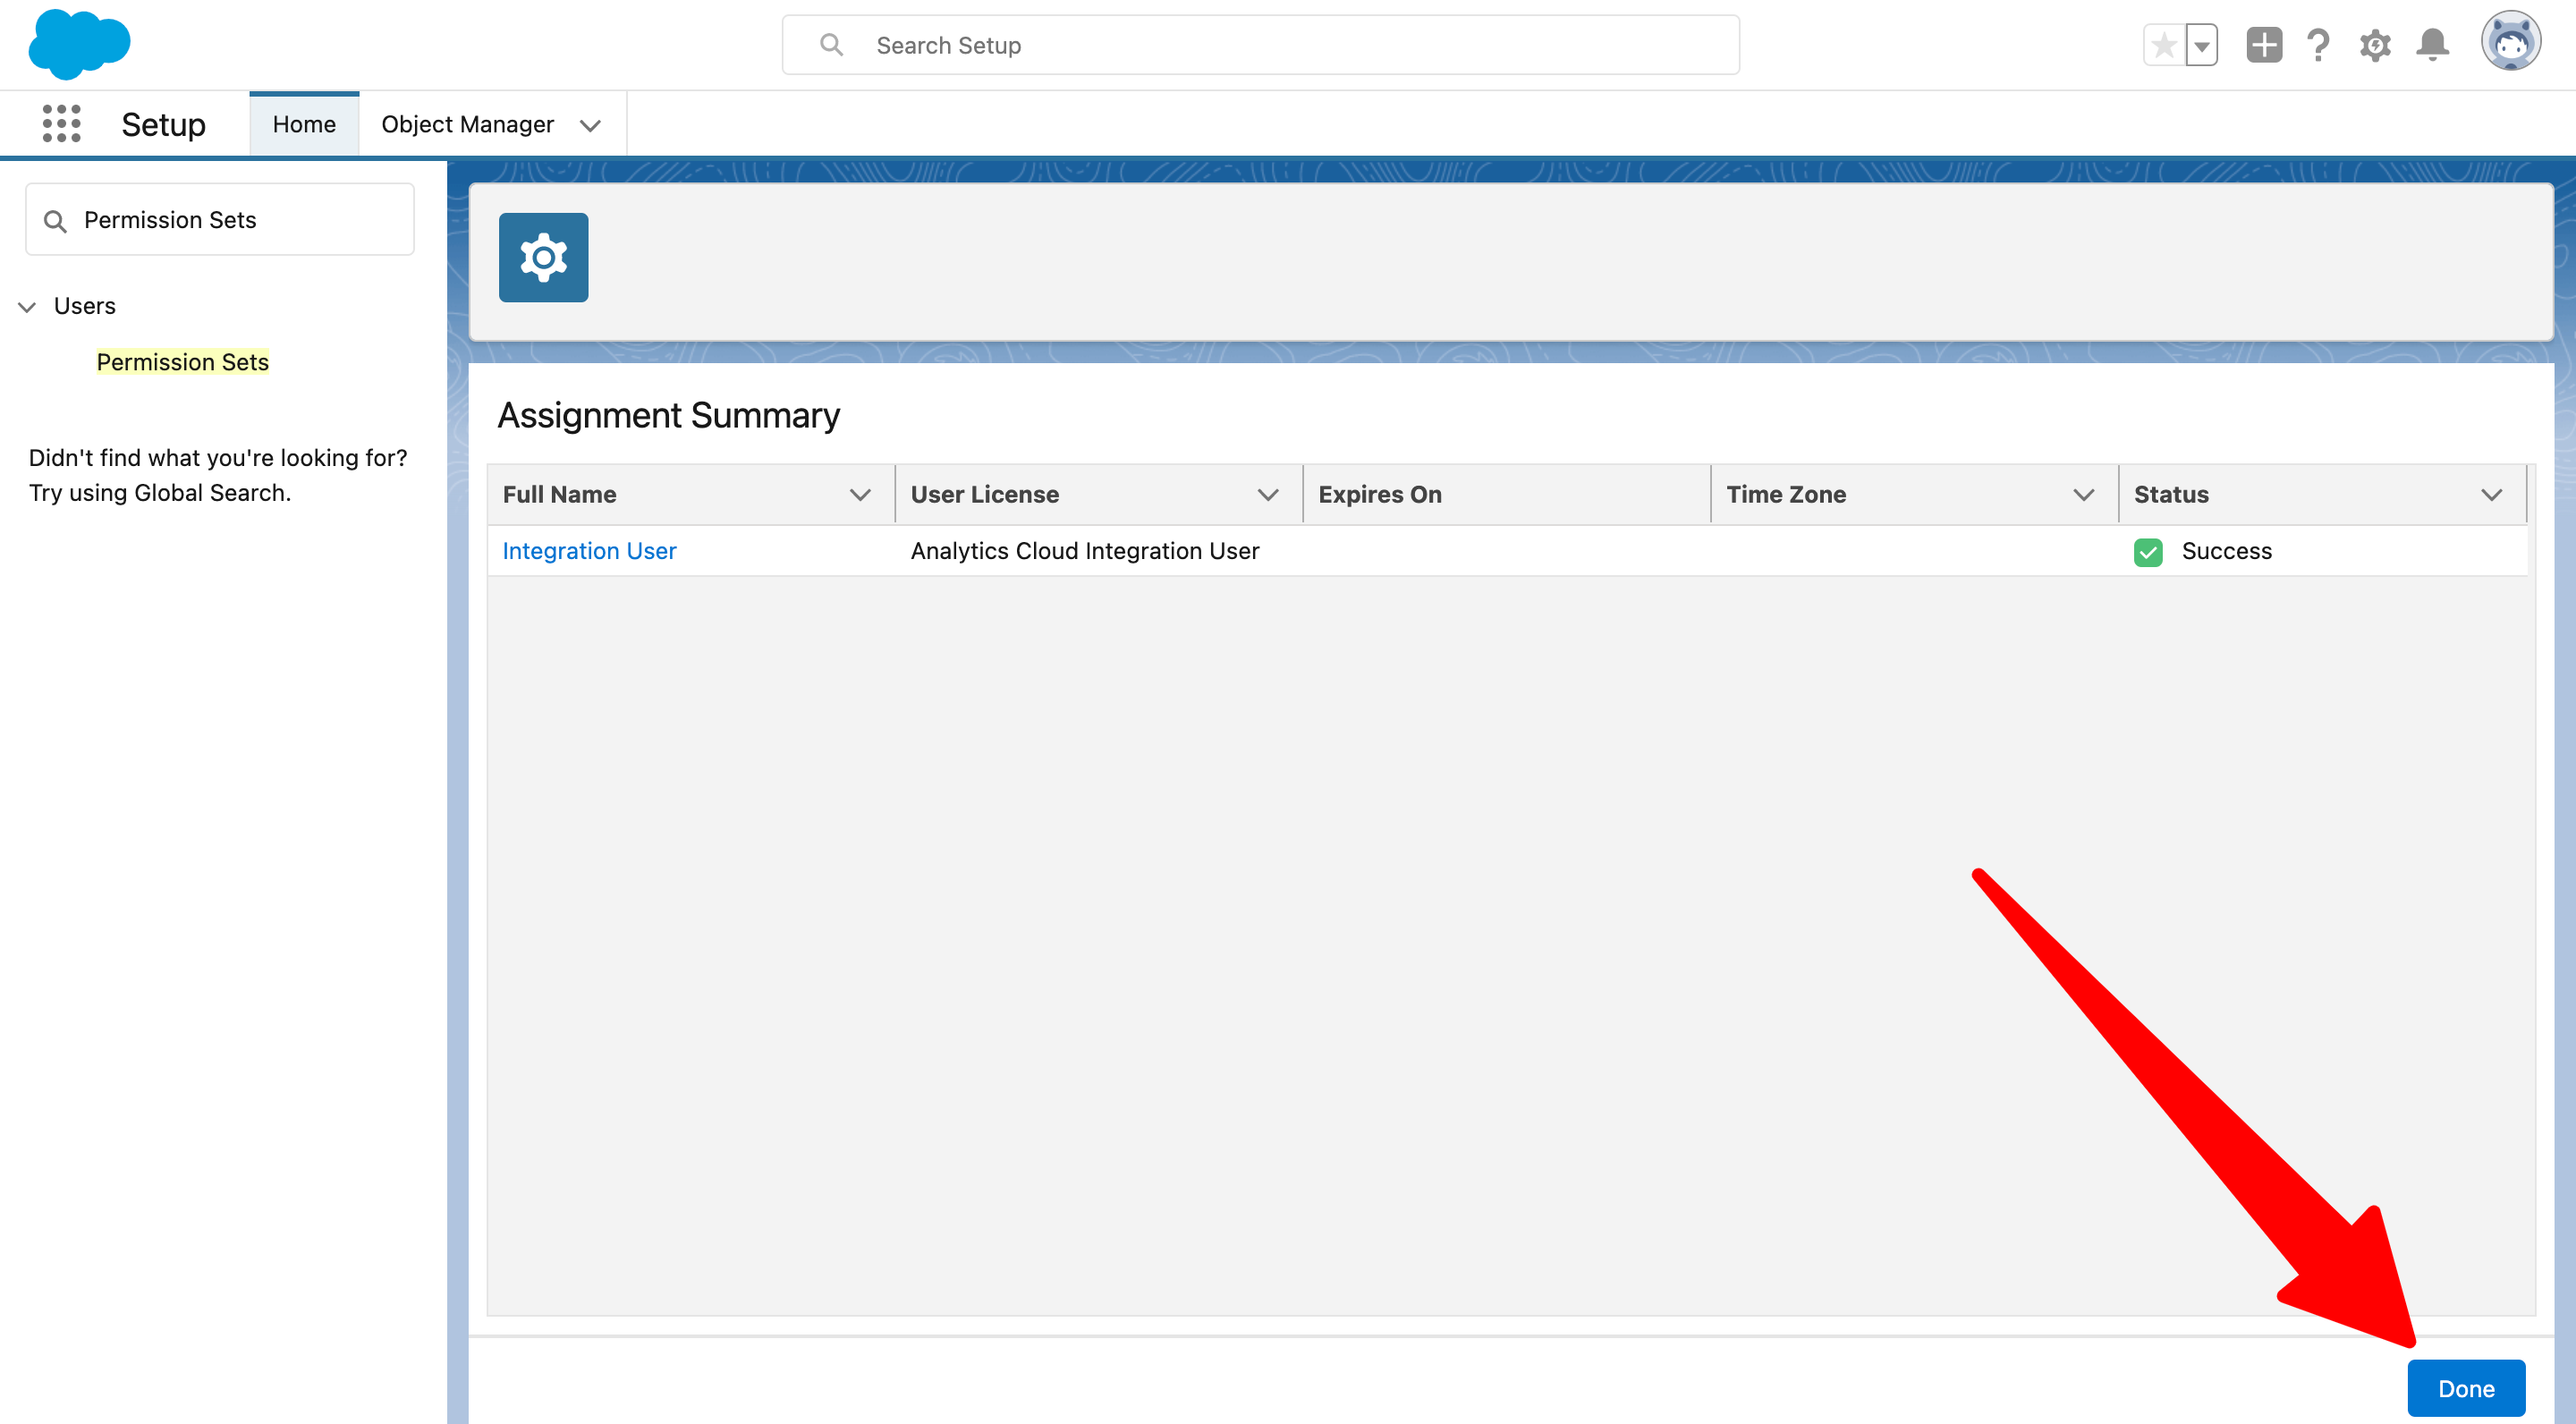 Search Setup
Setup
Home
Object Manager
Permission Sets
Users
Permission Sets
Didn't find what you're looking for?
Try using Global Search.
Assignment Summary
Full Name User License Expires On Time Zone Status
Integration User Analytics Cloud Integration User Success
Done